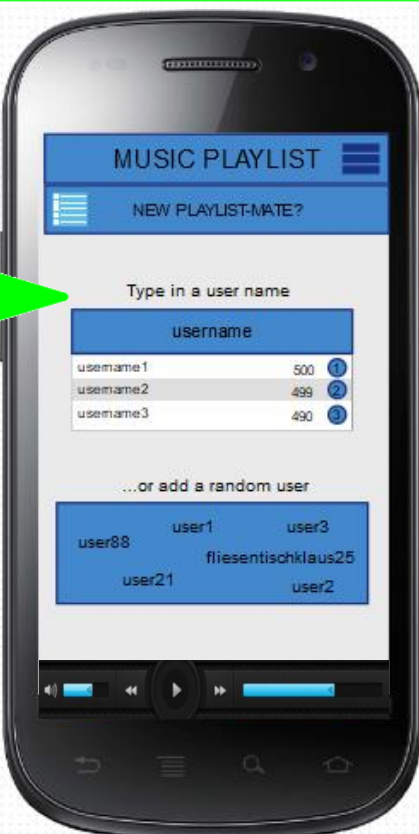 MUSIC PLAYLIST
NEW PLAYLIST-MATE?
Type in a user name
username
username1 500 1
username2 499 2
username3 490 3
...or add a random user
user1 user3
user88
fliesentischklaus25
user21
user2